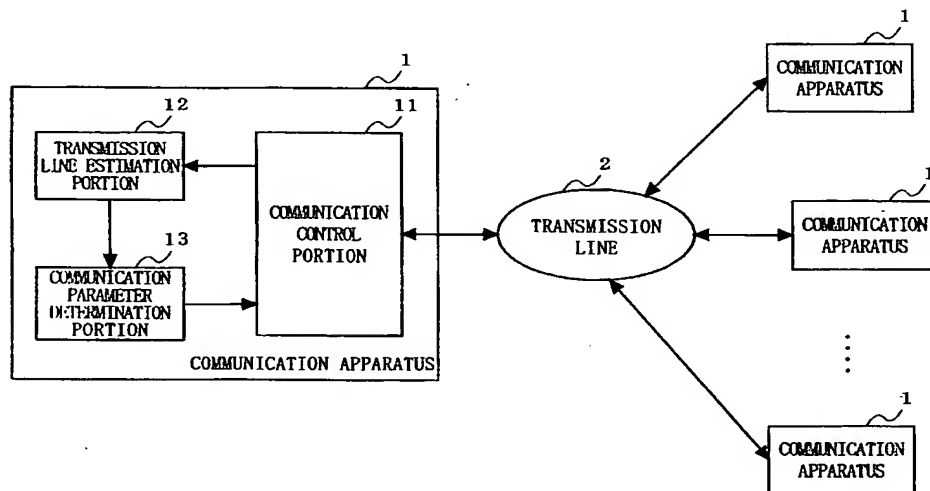 1
12
TRANSMISSION
LINE ESTIMATION
PORTION
13
COMMUNICATION
PARAMETER
DETERMINATION
PORTION
11
COMMUNICATION
CONTROL
PORTION
COMMUNICATION APPARATUS
2
TRANSMISSION
LINE
1
COMMUNICATION
APPARATUS
1
COMMUNICATION
APPARATUS
1
COMMUNICATION
APPARATUS